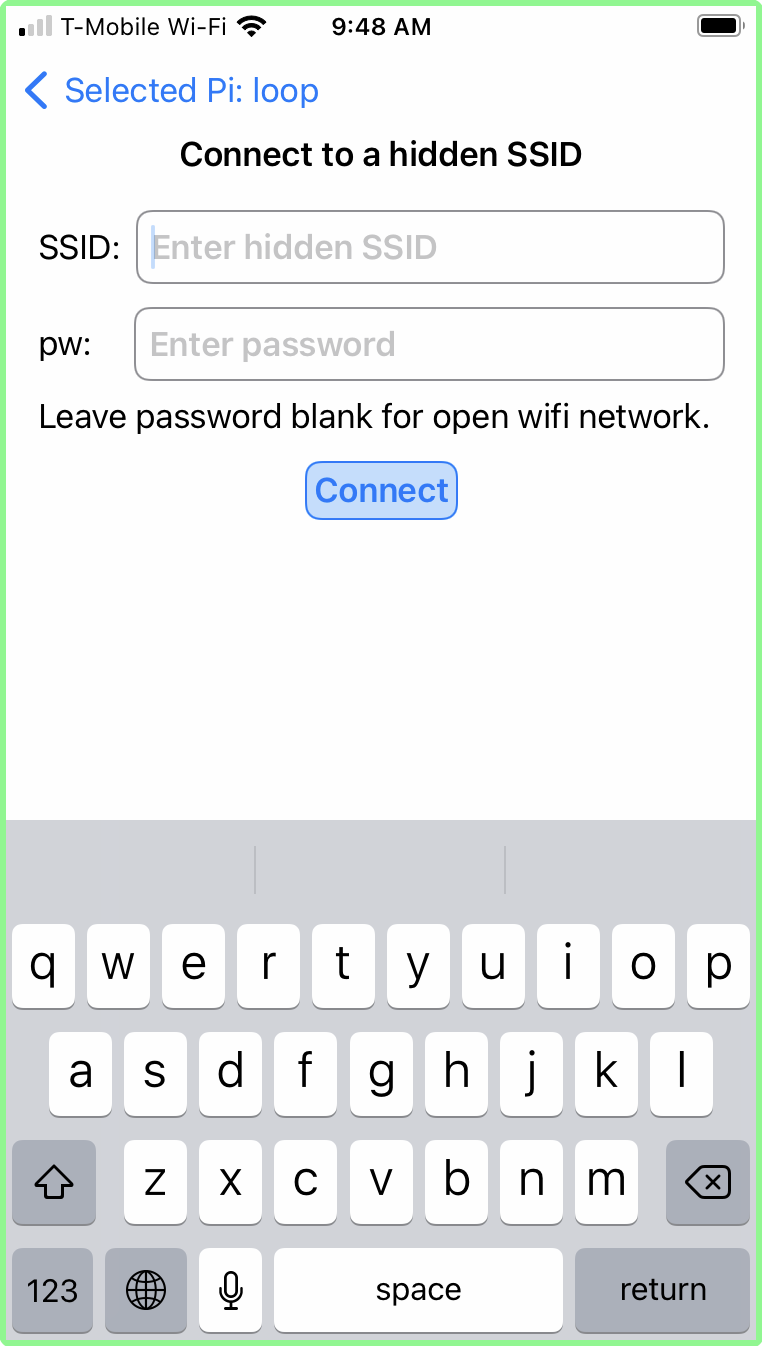 T-Mobile Wi-Fi 9:48 AM
Selected Pi: loop
Connect to a hidden SSID
SSID: Enter hidden SSID
pw: Enter password
Leave password blank for open wifi network.
Connect
q w e r t y u i o p
a s d f g h j k l
z x c v b n m
123 space return